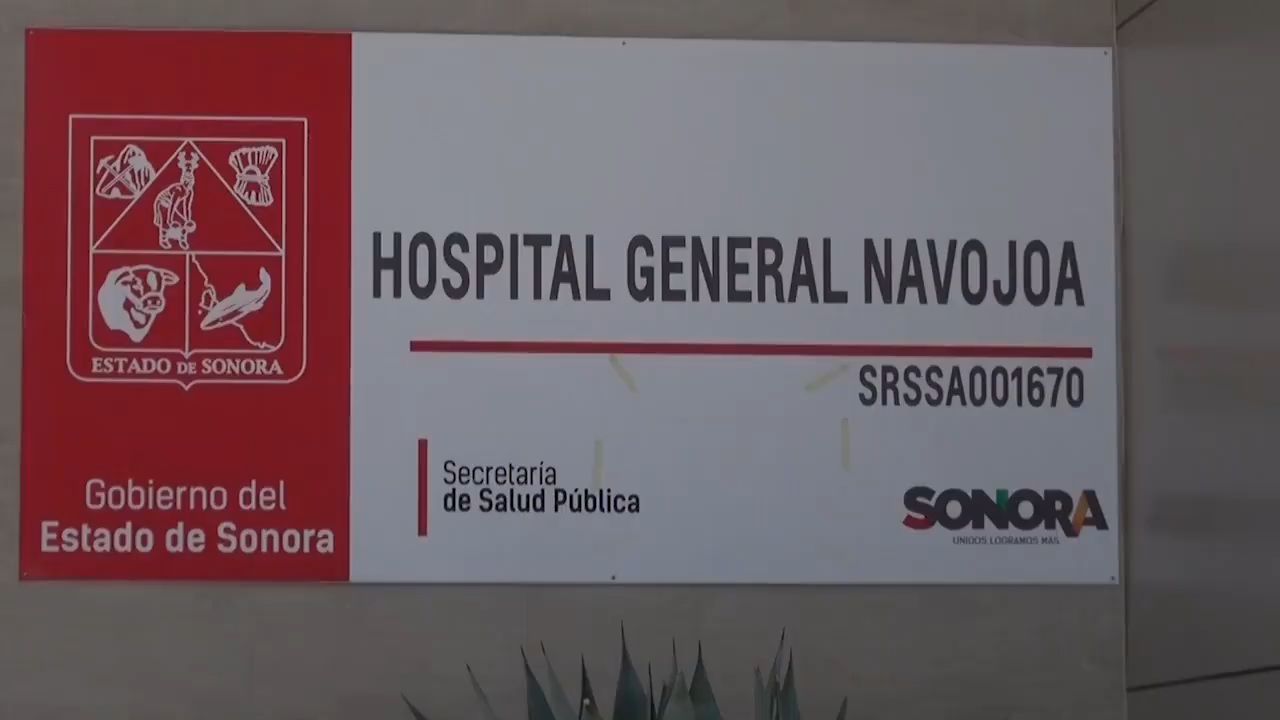 ESTADO DE SONORA
Gobierno del
Estado de Sonora
HOSPITAL GENERAL NAVOJOA
SRSSA001670
Secretaría
de Salud Pública
SONORA
UNIDOS LOGRAMOS MÁS